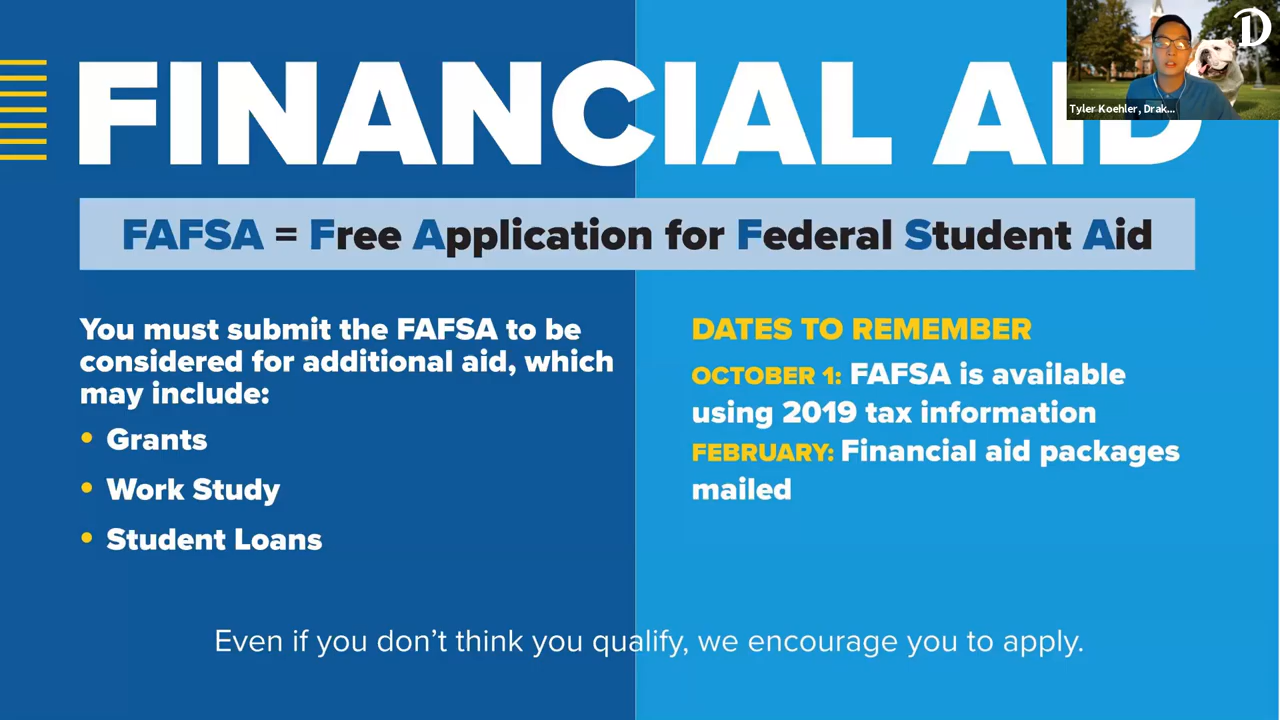 FINANCIAL AID
D
Tyler Koehler, Drak...
FAFSA = Free Application for Federal Student Aid
You must submit the FAFSA to be
considered for additional aid, which
may include:
• Grants
• Work Study
• Student Loans
DATES TO REMEMBER
OCTOBER 1: FAFSA is available
using 2019 tax information
FEBRUARY: Financial aid packages
mailed
Even if you don't think you qualify, we encourage you to apply.